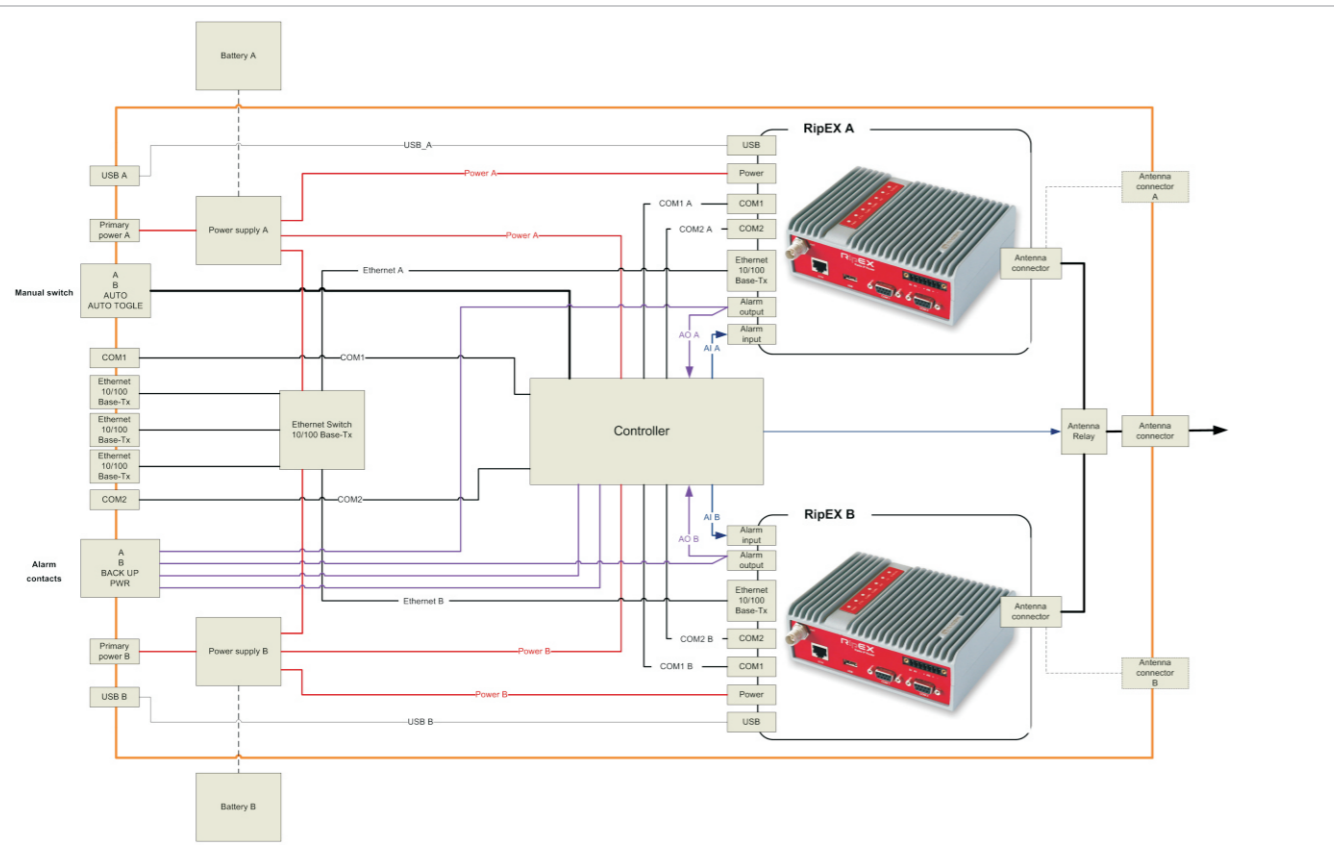 Battery A
RipEX A
USB_A
USB
USB A
Power A
Power
Antenna
connector
A
COM1 A
COM1
Primary
power A
Power supply A
Power A
COM2 A
COM2
Ethernet A
Ethernet
10/100
Base-Tx
RipEX
Antenna
connector
Manual switch
A
B
AUTO
AUTO TOGLE
Alarm
output
AO A
AI A
Alarm
input
COM1
COM1
Ethernet
10/100
Base-Tx
Ethernet
10/100
Base-Tx
Ethernet
10/100
Base-Tx
Ethernet Switch
10/100 Base-Tx
Controller
Antenna
Relay
Antenna
connector
COM2
COM2
RipEX B
AI B
AO B
Alarm
input
Alarm
output
Alarm
contacts
A
B
BACK UP
PWR
Ethernet B
Ethernet
10/100
Base-Tx
RipEX
Antenna
connector
COM2 B
COM2
Primary
power B
Power supply B
Power B
COM1 B
COM1
Antenna
connector
B
USB B
Power B
Power
USB B
USB
Battery B